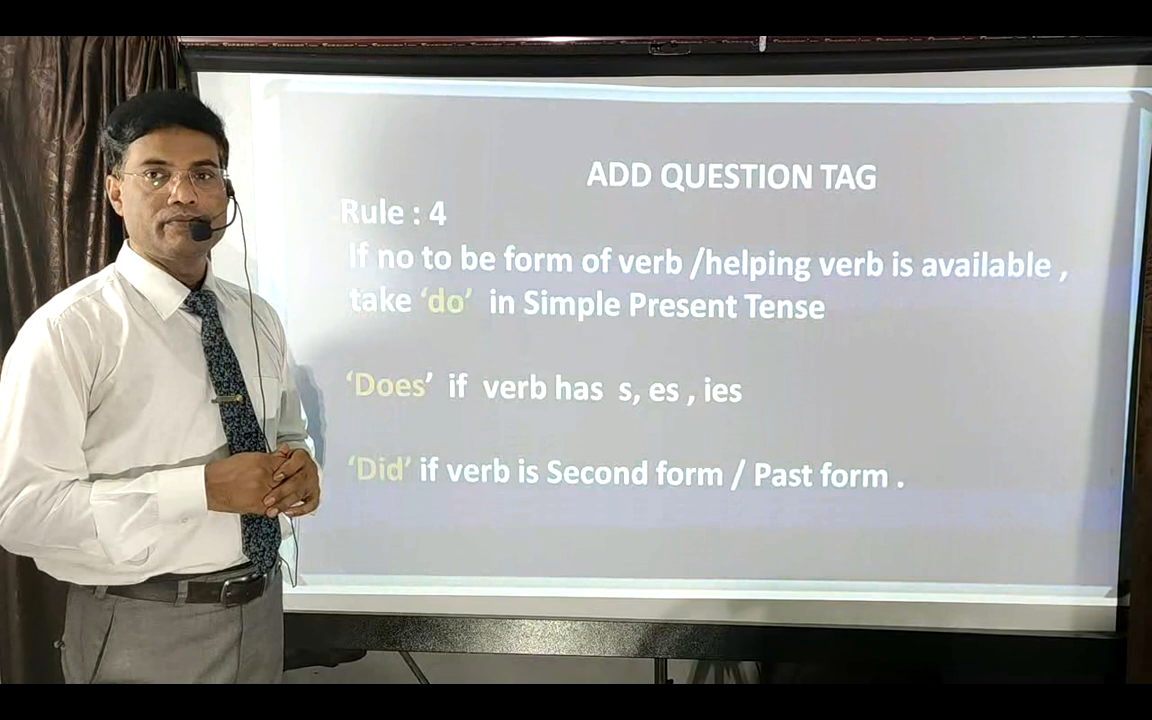 ADD QUESTION TAG
Rule : 4
If no to be form of verb /helping verb is available ,
take ‘do’ in Simple Present Tense
‘Does’ if verb has s, es , ies
‘Did’ if verb is Second form / Past form .